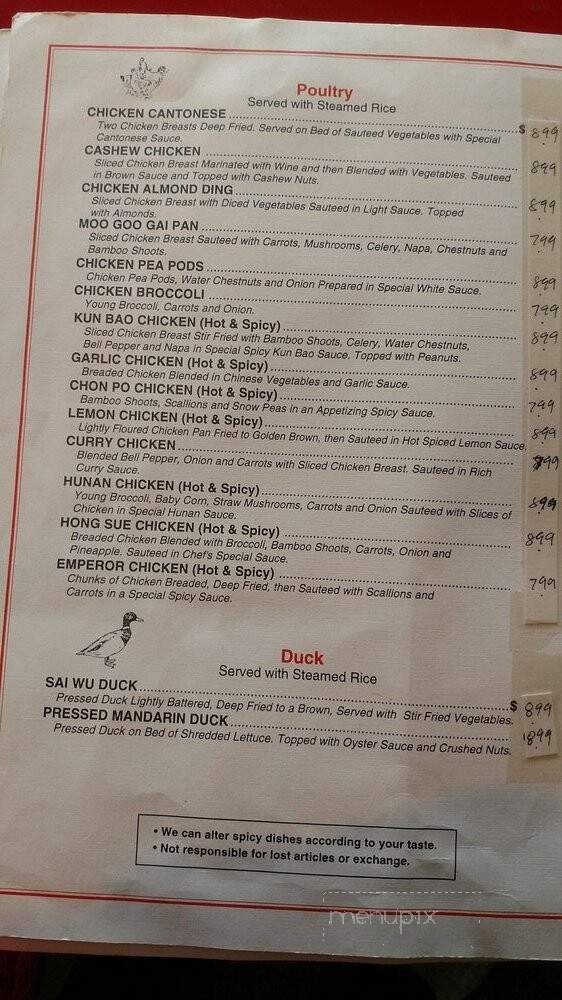 Poultry
Served with Steamed Rice
CHICKEN CANTONESE $ 8.99
Two Chicken Breasts Deep Fried. Served on Bed of Sauteed Vegetables with Special
Cantonese Sauce.
CASHEW CHICKEN 8.99
Sliced Chicken Breast Marinated with Wine and then Blended with Vegetables. Sauteed
in Brown Sauce and Topped with Cashew Nuts.
CHICKEN ALMOND DING 8.99
Sliced Chicken Breast with Diced Vegetables Sauteed in Light Sauce. Topped
with Almonds.
MOO GOO GAI PAN 7.99
Sliced Chicken Breast Sauteed with Carrots, Mushrooms, Celery, Napa, Chestnuts and
Bamboo Shoots.
CHICKEN PEA PODS 8.99
Chicken Pea Pods, Water Chestnuts and Onion Prepared in Special White Sauce.
CHICKEN BROCCOLI 7.99
Young Broccoli, Carrots and Onion.
KUN BAO CHICKEN (Hot & Spicy) 8.99
Sliced Chicken Breast Stir Fried with Bamboo Shoots, Celery, Water Chestnuts,
Bell Pepper and Napa in Special Spicy Kun Bao Sauce. Topped with Peanuts.
GARLIC CHICKEN (Hot & Spicy) 8.99
Breaded Chicken Blended in Chinese Vegetables and Garlic Sauce.
CHON PO CHICKEN (Hot & Spicy) 7.99
Bamboo Shoots, Scallions and Snow Peas in an Appetizing Spicy Sauce.
LEMON CHICKEN (Hot & Spicy) 8.99
Lightly Floured Chicken Pan Fried to Golden Brown, then Sauteed in Hot Spiced Lemon Sauce.
CURRY CHICKEN 7.99
Blended Bell Pepper, Onion and Carrots with Sliced Chicken Breast. Sauteed in Rich
Curry Sauce.
HUNAN CHICKEN (Hot & Spicy) 8.99
Young Broccoli, Baby Corn, Straw Mushrooms, Carrots and Onion Sauteed with Slices of
Chicken in Special Hunan Sauce.
HONG SUE CHICKEN (Hot & Spicy) 8.99
Breaded Chicken Blended with Broccoli, Bamboo Shoots, Carrots, Onion and
Pineapple. Sauteed in Chef's Special Sauce.
EMPEROR CHICKEN (Hot & Spicy) 7.99
Chunks of Chicken Breaded, Deep Fried, then Sauteed with Scallions and
Carrots in a Special Spicy Sauce.
Duck
Served with Steamed Rice
SAI WU DUCK $ 8.99
Pressed Duck Lightly Battered, Deep Fried to a Brown, Served with Stir Fried Vegetables.
PRESSED MANDARIN DUCK 18.99
Pressed Duck on Bed of Shredded Lettuce. Topped with Oyster Sauce and Crushed Nuts.
• We can alter spicy dishes according to your taste.
• Not responsible for lost articles or exchange.
menupix